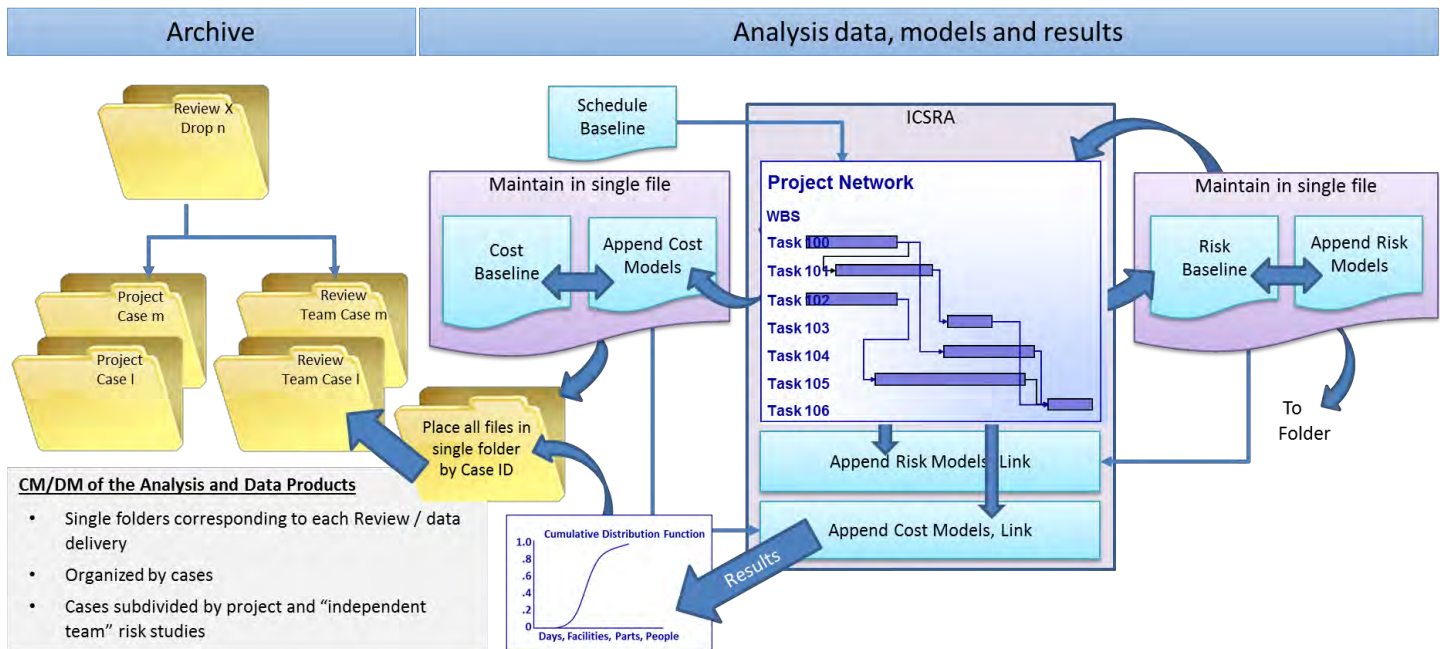 Archive
Analysis data, models and results
Review X
Drop n
Project
Case m
Review
Team Case m
Project
Case l
Review
Team Case l
Schedule
Baseline
Maintain in single file
Cost
Baseline
Append Cost
Models
Place all files in
single folder
by Case ID
ICSRA
Project Network
WBS
Task 100
Task 101
Task 102
Task 103
Task 104
Task 105
Task 106
Append Risk Models, Link
Append Cost Models, Link
Maintain in single file
Risk
Baseline
Append Risk
Models
To
Folder
Results
Cumulative Distribution Function
1.0
.8
.6
.4
.2
0
Days, Facilities, Parts, People
CM/DM of the Analysis and Data Products
• Single folders corresponding to each Review / data
delivery
• Organized by cases
• Cases subdivided by project and “independent
team” risk studies